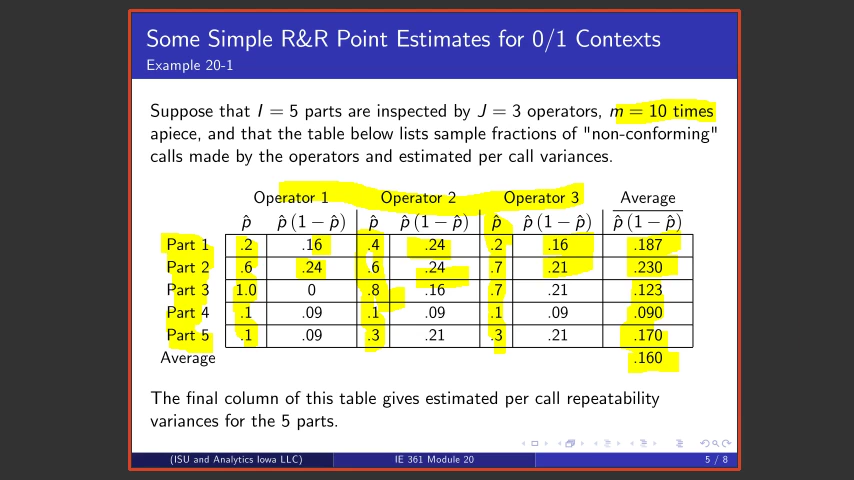 Some Simple R&R Point Estimates for 0/1 Contexts
Example 20-1
Suppose that I = 5 parts are inspected by J = 3 operators, m = 10 times
apiece, and that the table below lists sample fractions of "non-conforming"
calls made by the operators and estimated per call variances.
Operator 1 Operator 2 Operator 3 Average
p̂ p̂ (1 − p̂) p̂ p̂ (1 − p̂) p̂ p̂ (1 − p̂) p̂ (1 − p̂)
Part 1 .2 .16 .4 .24 .2 .16 .187
Part 2 .6 .24 .6 .24 .7 .21 .230
Part 3 1.0 0 .8 .16 .7 .21 .123
Part 4 .1 .09 .1 .09 .1 .09 .090
Part 5 .1 .09 .3 .21 .3 .21 .170
Average .160
The final column of this table gives estimated per call repeatability
variances for the 5 parts.
(ISU and Analytics Iowa LLC) IE 361 Module 20 5 / 8